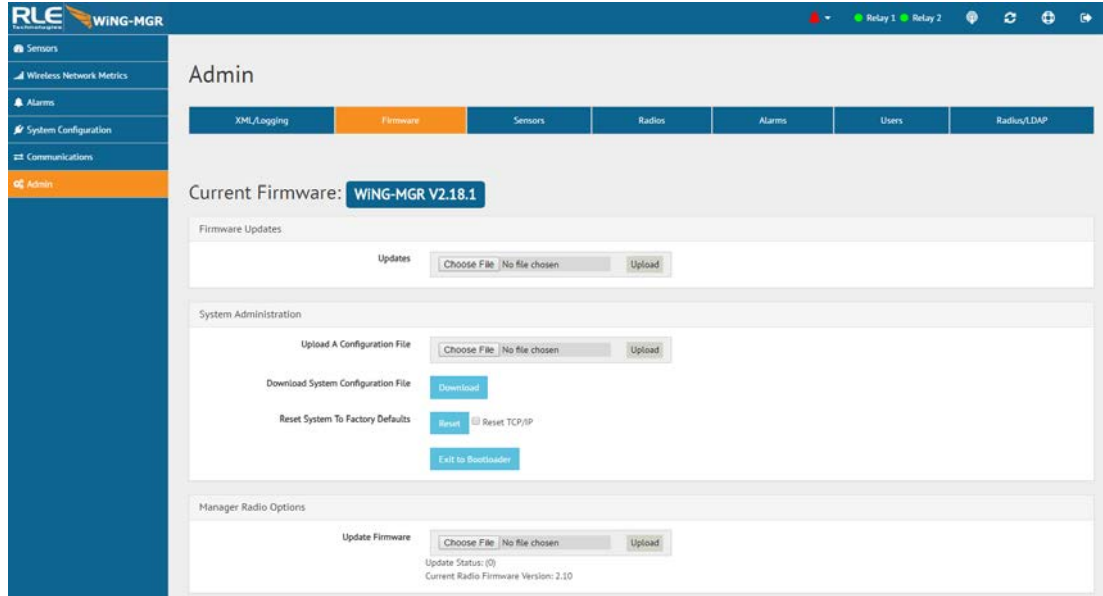 RLE
Technologies
WiNG-MGR
Relay 1
Relay 2
Sensors
Wireless Network Metrics
Alarms
System Configuration
Communications
Admin
Admin
XML/Logging
Firmware
Sensors
Radios
Alarms
Users
Radius/LDAP
Current Firmware: WiNG-MGR V2.18.1
Firmware Updates
Updates
Choose File No file chosen
Upload
System Administration
Upload A Configuration File
Choose File No file chosen
Upload
Download System Configuration File
Download
Reset System To Factory Defaults
Reset
Reset TCP/IP
Exit to Bootloader
Manager Radio Options
Update Firmware
Choose File No file chosen
Upload
Update Status: (0)
Current Radio Firmware Version: 2.10